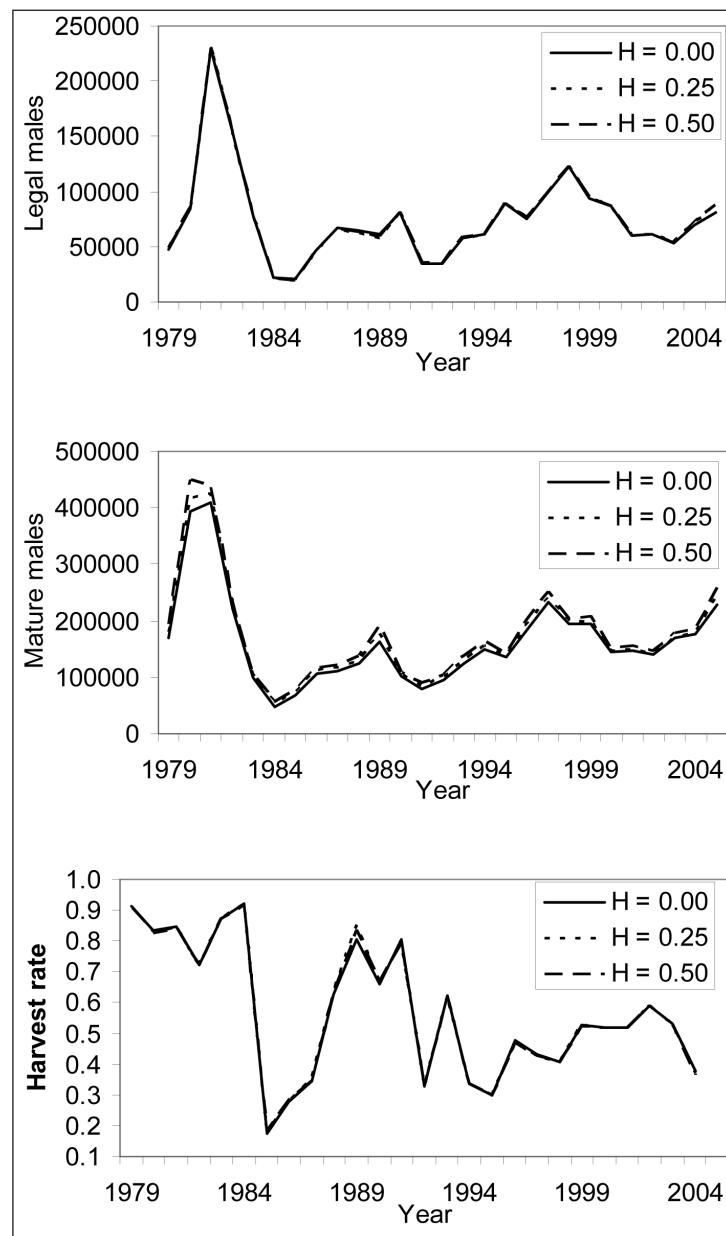 250000
200000
150000
100000
50000
0
Legal males
H = 0.00
H = 0.25
H = 0.50
1979 1984 1989 1994 1999 2004
Year
500000
400000
300000
200000
100000
0
Mature males
H = 0.00
H = 0.25
H = 0.50
1979 1984 1989 1994 1999 2004
Year
1.0
0.9
0.8
0.7
0.6
0.5
0.4
0.3
0.2
0.1
Harvest rate
H = 0.00
H = 0.25
H = 0.50
1979 1984 1989 1994 1999 2004
Year